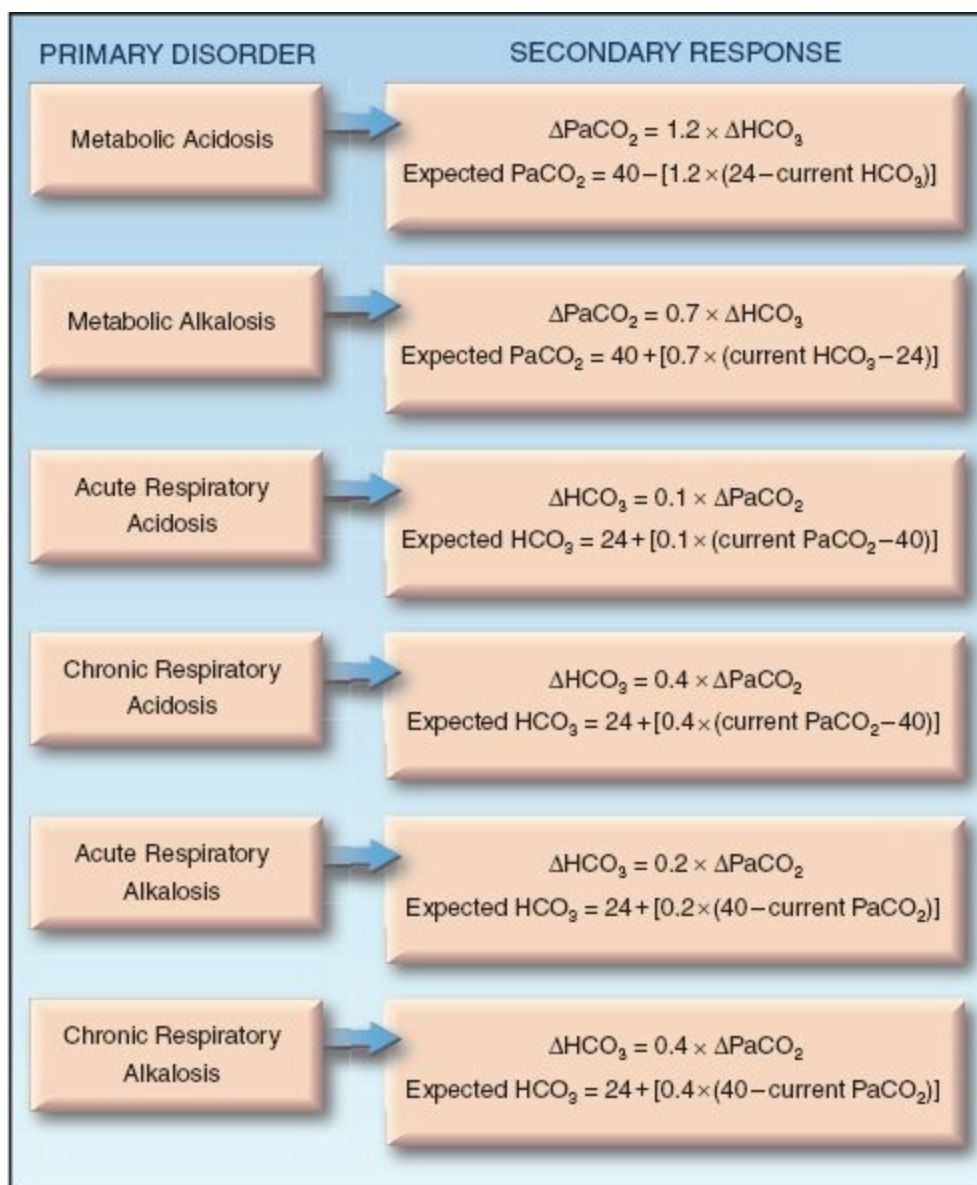 PRIMARY DISORDER
SECONDARY RESPONSE
Metabolic Acidosis
ΔPaCO₂ = 1.2 × ΔHCO₃
Expected PaCO₂ = 40–[1.2×(24–current HCO₃)]
Metabolic Alkalosis
ΔPaCO₂ = 0.7 × ΔHCO₃
Expected PaCO₂ = 40+[0.7×(current HCO₃–24)]
Acute Respiratory
Acidosis
ΔHCO₃ = 0.1 × ΔPaCO₂
Expected HCO₃ = 24+[0.1×(current PaCO₂–40)]
Chronic Respiratory
Acidosis
ΔHCO₃ = 0.4 × ΔPaCO₂
Expected HCO₃ = 24+[0.4×(current PaCO₂–40)]
Acute Respiratory
Alkalosis
ΔHCO₃ = 0.2 × ΔPaCO₂
Expected HCO₃ = 24+[0.2×(40–current PaCO₂)]
Chronic Respiratory
Alkalosis
ΔHCO₃ = 0.4 × ΔPaCO₂
Expected HCO₃ = 24+[0.4×(40–current PaCO₂)]